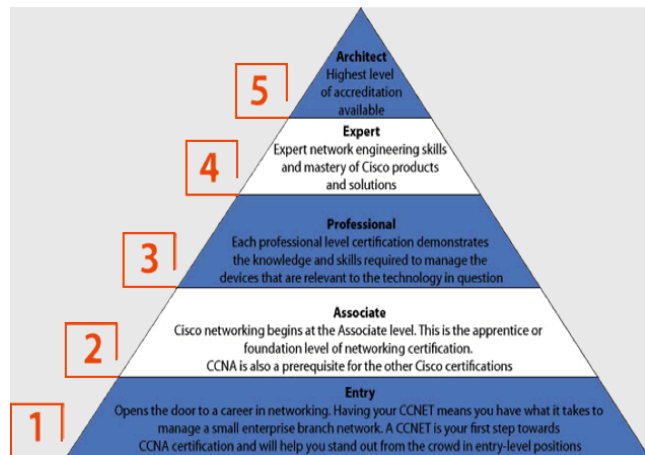 5
Architect
Highest level
of accreditation
available
4
Expert
Expert network engineering skills
and mastery of Cisco products
and solutions
3
Professional
Each professional level certification demonstrates
the knowledge and skills required to manage the
devices that are relevant to the technology in question
2
Associate
Cisco networking begins at the Associate level. This is the apprentice or
foundation level of networking certification.
CCNA is also a prerequisite for the other Cisco certifications
1
Entry
Opens the door to a career in networking. Having your CCNET means you have what it takes to
manage a small enterprise branch network. A CCNET is your first step towards
CCNA certification and will help you stand out from the crowd in entry-level positions